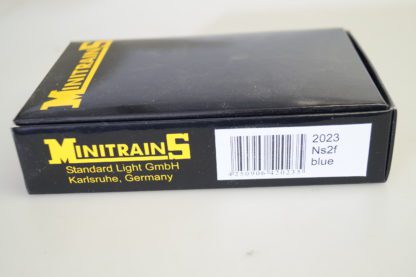 MINITRAINS
MINITRAINS
Standard Light GmbH
Karlsruhe, Germany
2023
Ns2f
blue